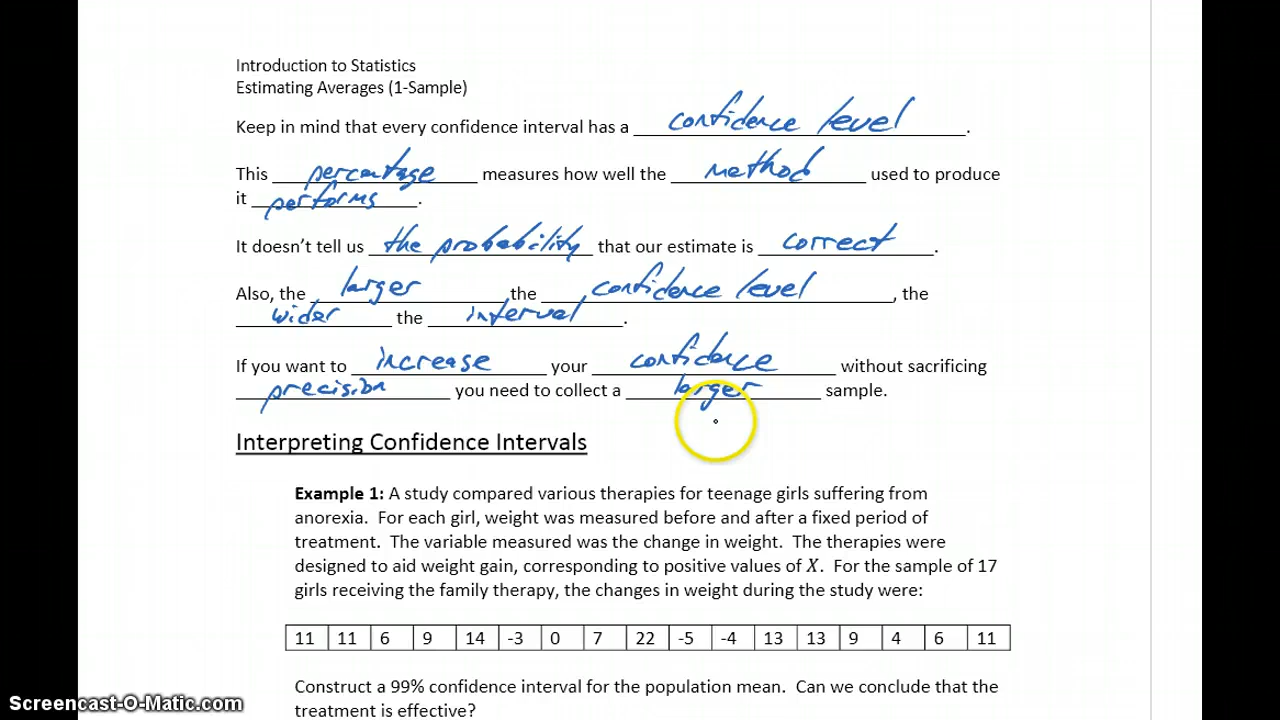 Introduction to Statistics
Estimating Averages (1-Sample)
Keep in mind that every confidence interval has a confidence level.
This percentage measures how well the method used to produce
it performs.
It doesn't tell us the probability that our estimate is correct.
Also, the larger the confidence level, the
wider the interval.
If you want to increase your confidence without sacrificing
precision you need to collect a larger sample.
Interpreting Confidence Intervals
Example 1: A study compared various therapies for teenage girls suffering from
anorexia. For each girl, weight was measured before and after a fixed period of
treatment. The variable measured was the change in weight. The therapies were
designed to aid weight gain, corresponding to positive values of X. For the sample of 17
girls receiving the family therapy, the changes in weight during the study were:
11 11 6 9 14 -3 0 7 22 -5 -4 13 13 9 4 6 11
Construct a 99% confidence interval for the population mean. Can we conclude that the
treatment is effective?
Screencast-O-Matic.com